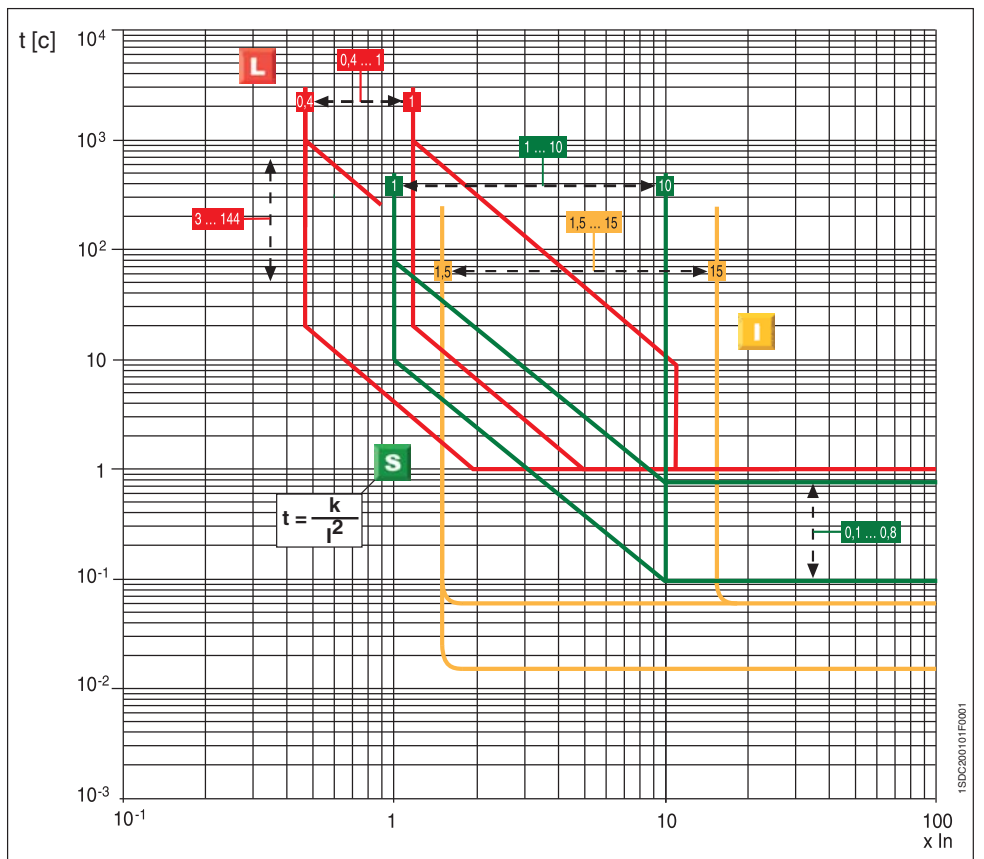 t [c]
10⁴
L
0,4 ... 1
0,4
1
10³
1 ... 10
1
10
3 ... 144
1,5 ... 15
10²
1,5
15
I
10
S
1
t = k / I²
0,1 ... 0,8
10⁻¹
10⁻²
10⁻³
10⁻¹
1
10
100
x In
1SDC200101F0001